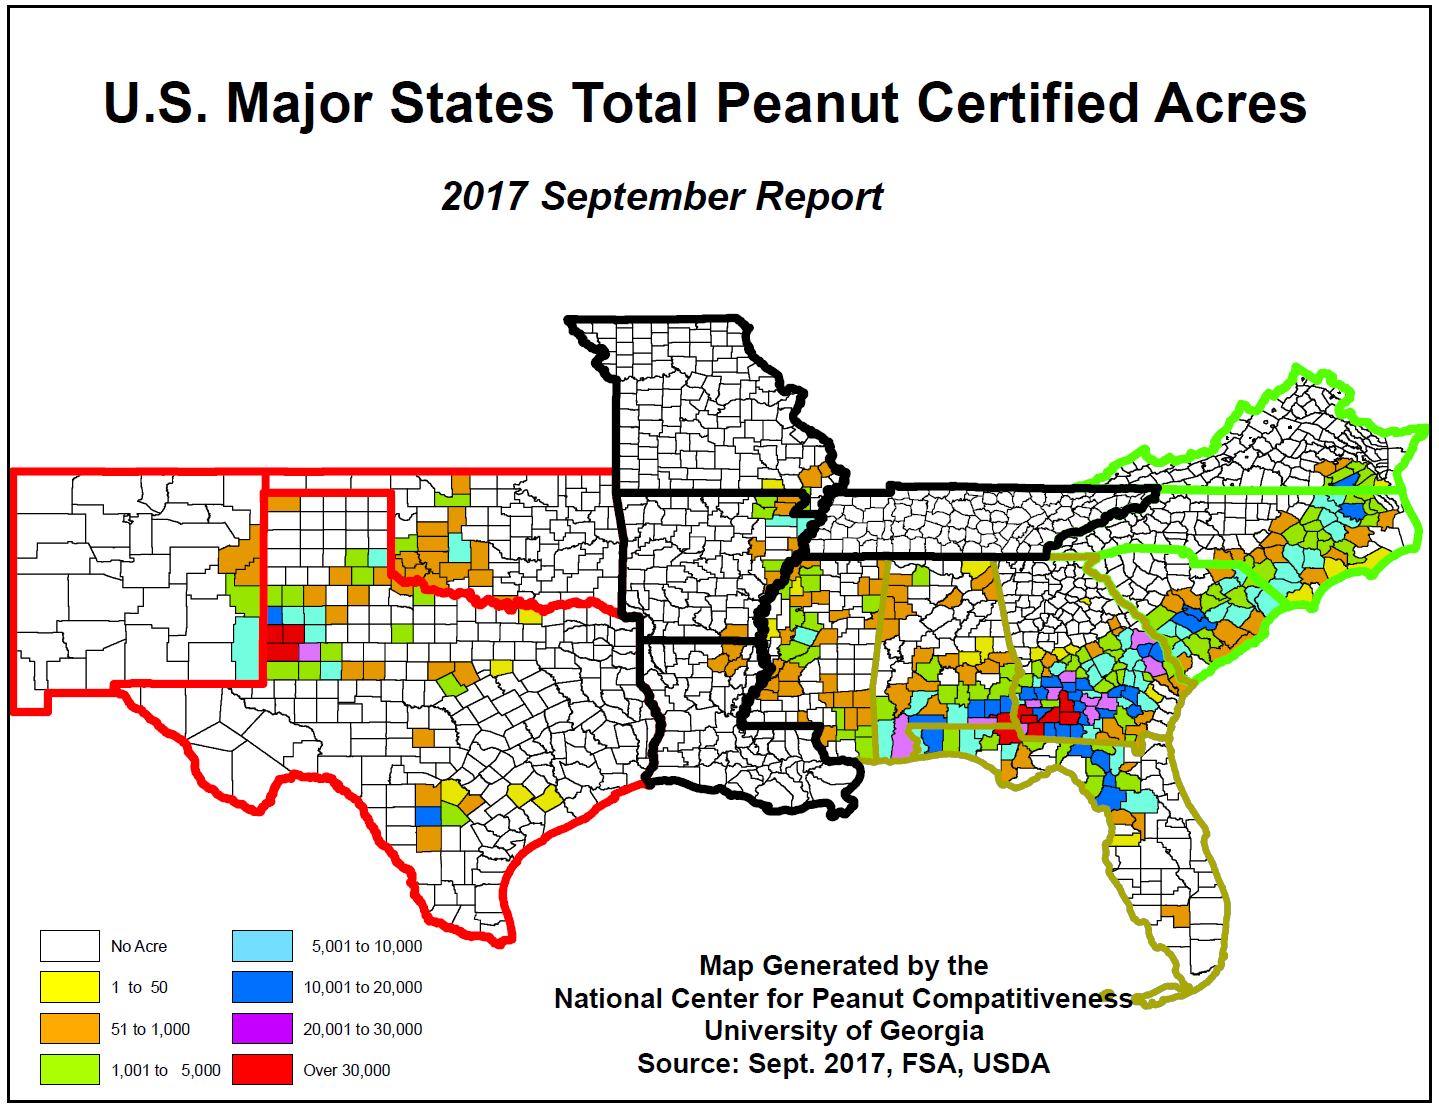 U.S. Major States Total Peanut Certified Acres
2017 September Report
No Acre
1 to 50
51 to 1,000
1,001 to 5,000
5,001 to 10,000
10,001 to 20,000
20,001 to 30,000
Over 30,000
Map Generated by the
National Center for Peanut Compatitiveness
University of Georgia
Source: Sept. 2017, FSA, USDA